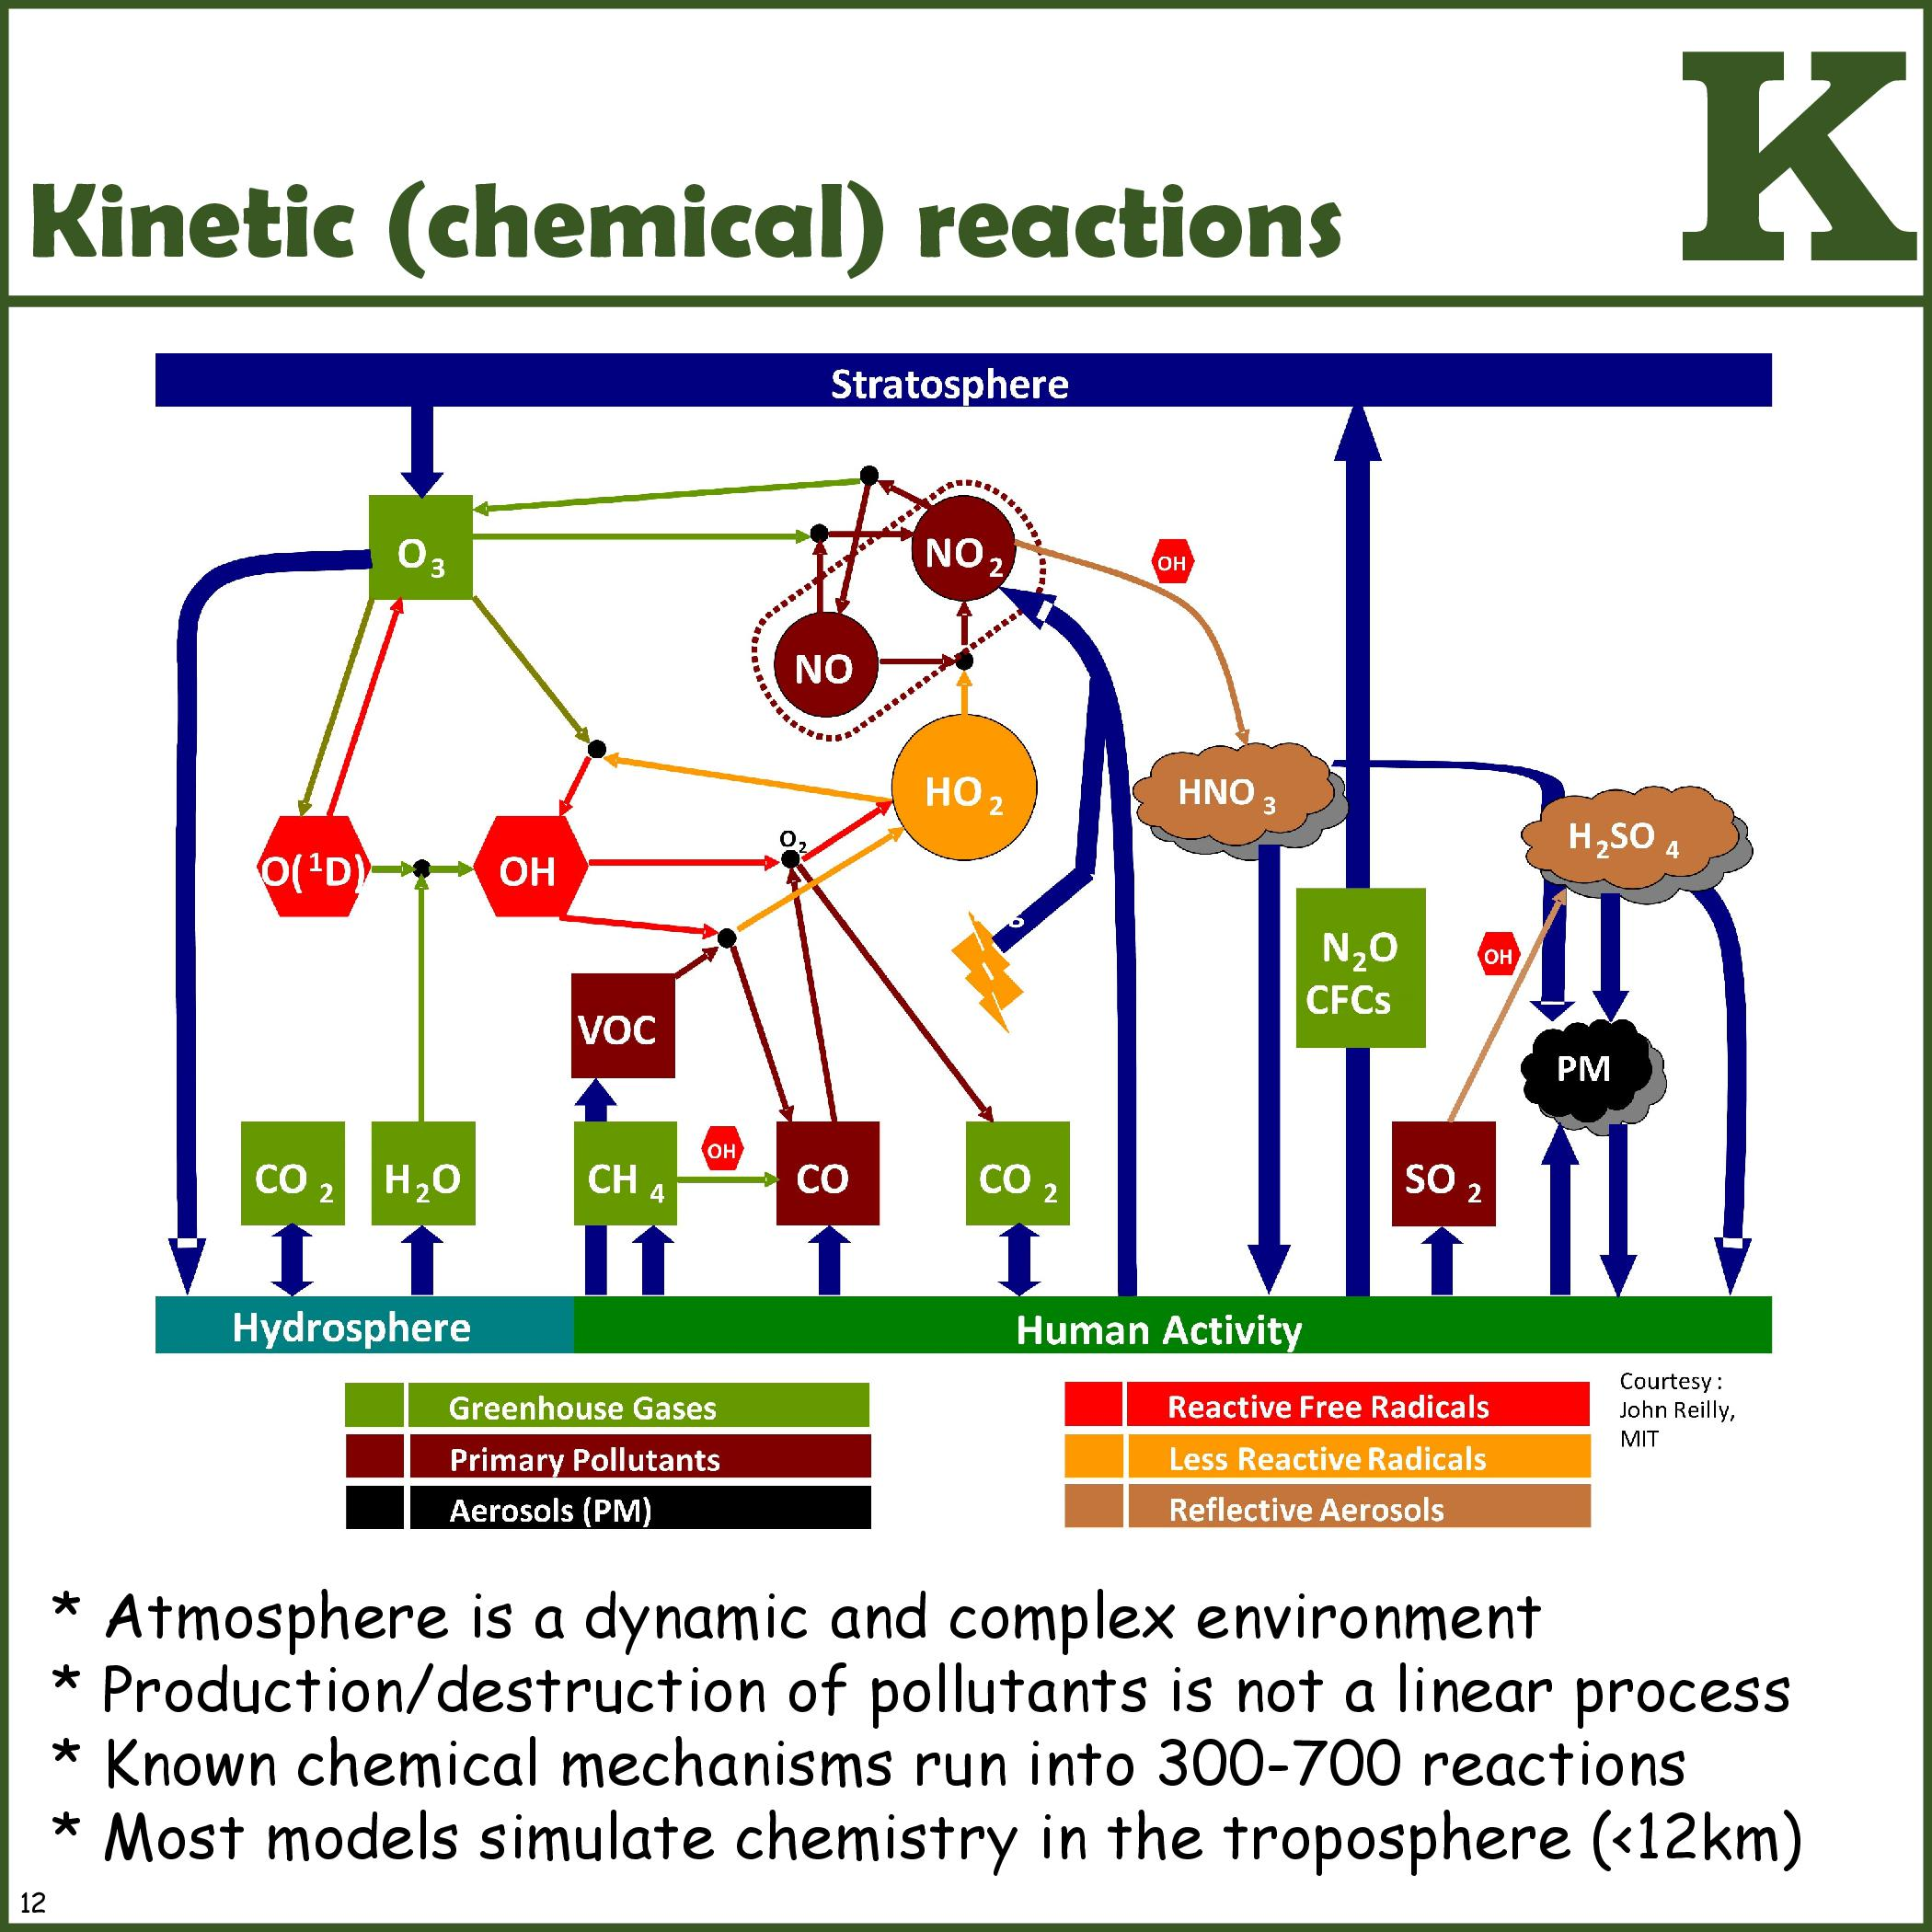 K
Kinetic (chemical) reactions
Stratosphere
O3
NO2
OH
NO
HO2
HNO3
H2SO4
O2
O(1D)
OH
N2O
CFCs
OH
VOC
PM
OH
CO2
H2O
CH4
CO
CO2
SO2
Hydrosphere
Human Activity
Greenhouse Gases
Primary Pollutants
Aerosols (PM)
Reactive Free Radicals
Less Reactive Radicals
Reflective Aerosols
Courtesy :
John Reilly,
MIT
* Atmosphere is a dynamic and complex environment
* Production/destruction of pollutants is not a linear process
* Known chemical mechanisms run into 300-700 reactions
* Most models simulate chemistry in the troposphere (<12km)
12